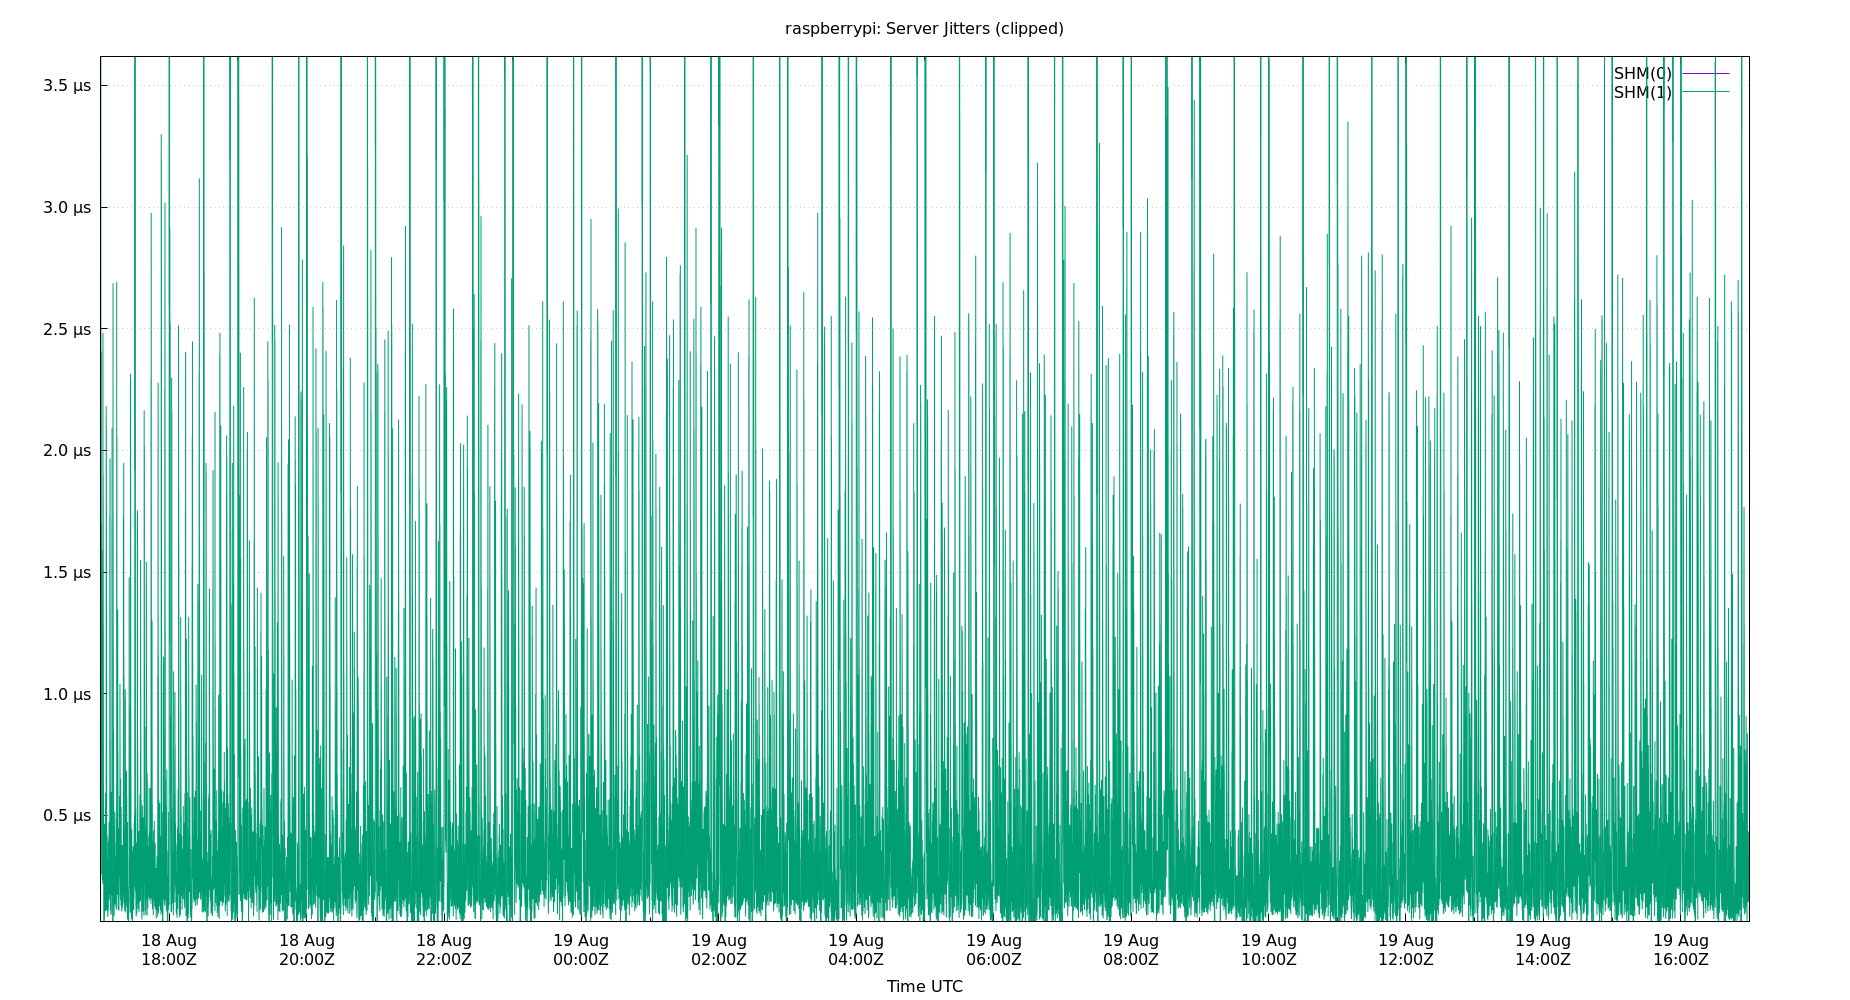 raspberrypi: Server Jitters (clipped)
SHM(0)
SHM(1)
3.5 µs
3.0 µs
2.5 µs
2.0 µs
1.5 µs
1.0 µs
0.5 µs
18 Aug 18 Aug 18 Aug 19 Aug 19 Aug 19 Aug 19 Aug 19 Aug 19 Aug 19 Aug 19 Aug 19 Aug
18:00Z 20:00Z 22:00Z 00:00Z 02:00Z 04:00Z 06:00Z 08:00Z 10:00Z 12:00Z 14:00Z 16:00Z
Time UTC